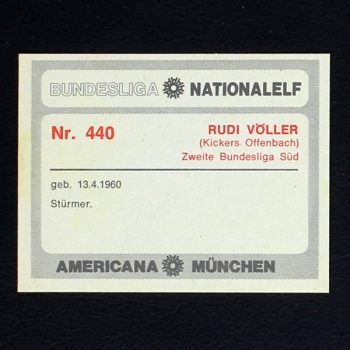 BUNDESLIGA NATIONALELF
Nr. 440 RUDI VÖLLER
(Kickers Offenbach)
Zweite Bundesliga Süd
geb. 13.4.1960
Stürmer.
AMERICANA MÜNCHEN